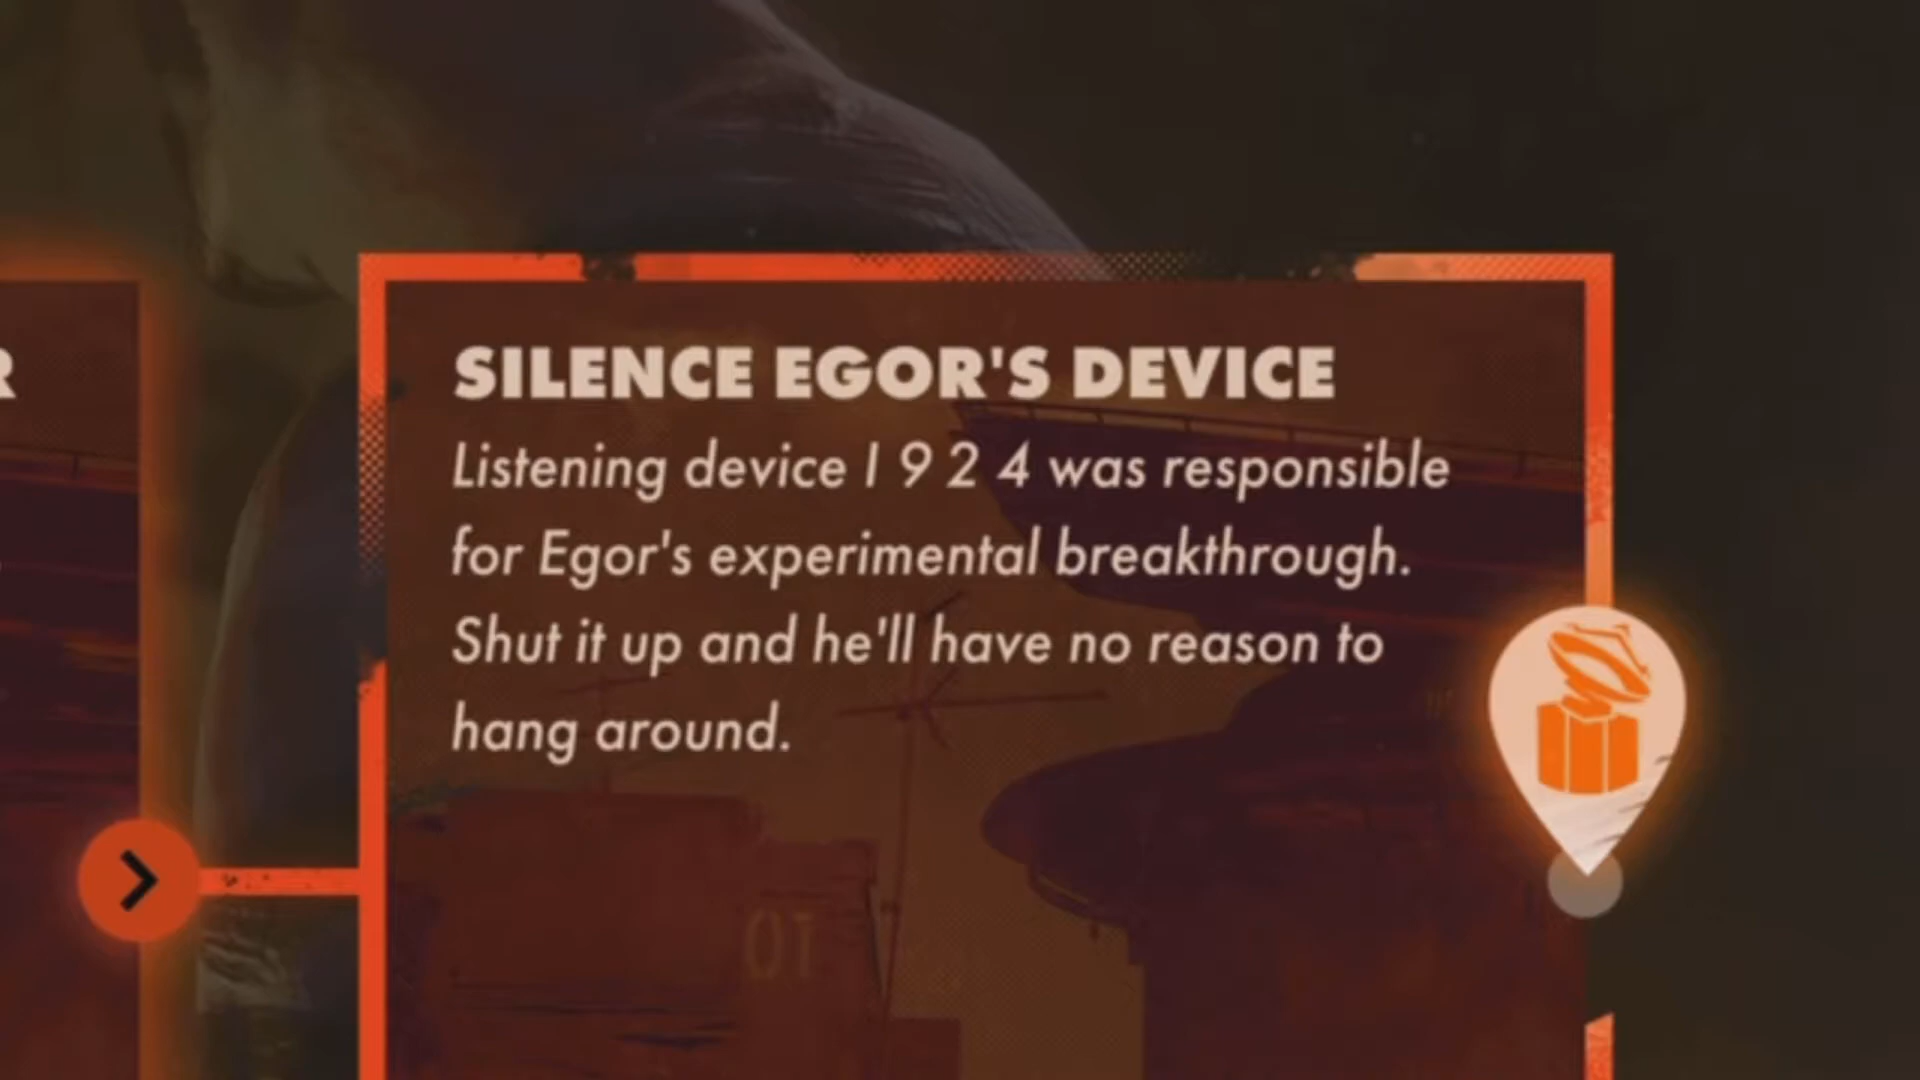 R
SILENCE EGOR'S DEVICE
Listening device I 9 2 4 was responsible
for Egor's experimental breakthrough.
Shut it up and he'll have no reason to
hang around.
01